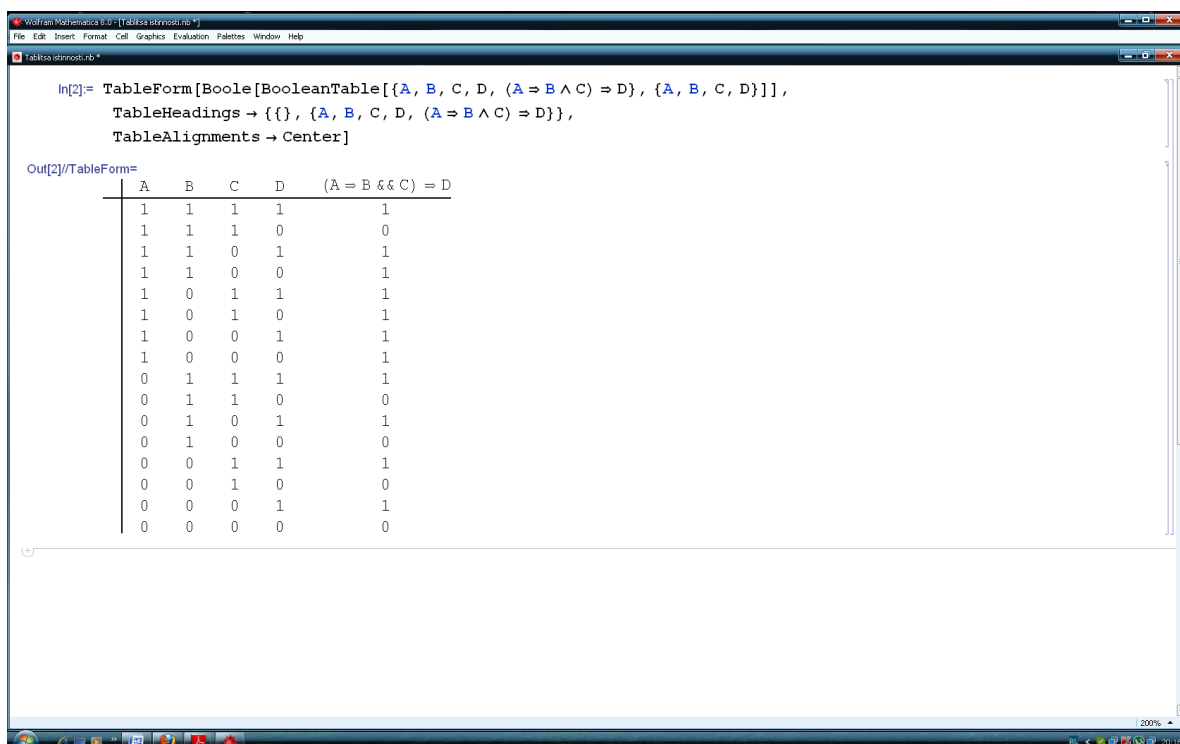 Wolfram Mathematica 8.0 - [Tablitsa istinnosti.nb *]
File Edit Insert Format Cell Graphics Evaluation Palettes Window Help
Tablitsa istinnosti.nb *
In[2]:= TableForm[Boole[BooleanTable[{A, B, C, D, (A ⇒ B ∧ C) ⇒ D}, {A, B, C, D}]],
TableHeadings → {{}, {A, B, C, D, (A ⇒ B ∧ C) ⇒ D}},
TableAlignments → Center]
Out[2]//TableForm=
A B C D (A ⇒ B && C) ⇒ D
1 1 1 1 1
1 1 1 0 0
1 1 0 1 1
1 1 0 0 1
1 0 1 1 1
1 0 1 0 1
1 0 0 1 1
1 0 0 0 1
0 1 1 1 1
0 1 1 0 0
0 1 0 1 1
0 1 0 0 0
0 0 1 1 1
0 0 1 0 0
0 0 0 1 1
0 0 0 0 0
200%